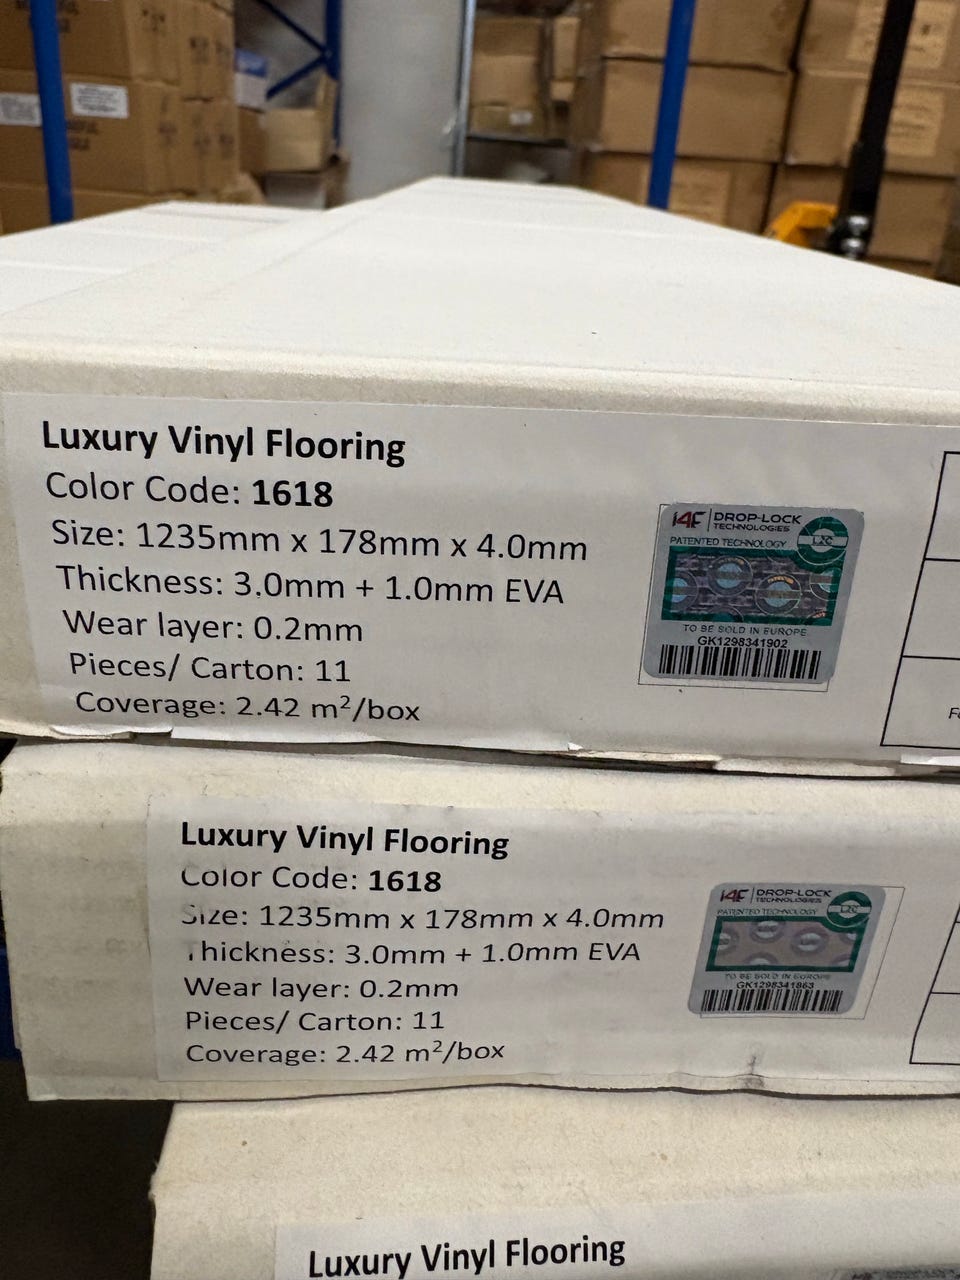 Luxury Vinyl Flooring
Color Code: 1618
Size: 1235mm x 178mm x 4.0mm
Thickness: 3.0mm + 1.0mm EVA
Wear layer: 0.2mm
Pieces/ Carton: 11
Coverage: 2.42 m²/box
i4F DROP-LOCK
TECHNOLOGIES
PATENTED TECHNOLOGY
L2C
TO BE SOLD IN EUROPE
GK1298341902
Luxury Vinyl Flooring
Color Code: 1618
Size: 1235mm x 178mm x 4.0mm
Thickness: 3.0mm + 1.0mm EVA
Wear layer: 0.2mm
Pieces/ Carton: 11
Coverage: 2.42 m²/box
i4F DROP-LOCK
TECHNOLOGIES
PATENTED TECHNOLOGY
L2C
TO BE SOLD IN EUROPE
GK1298341863
Luxury Vinyl Flooring